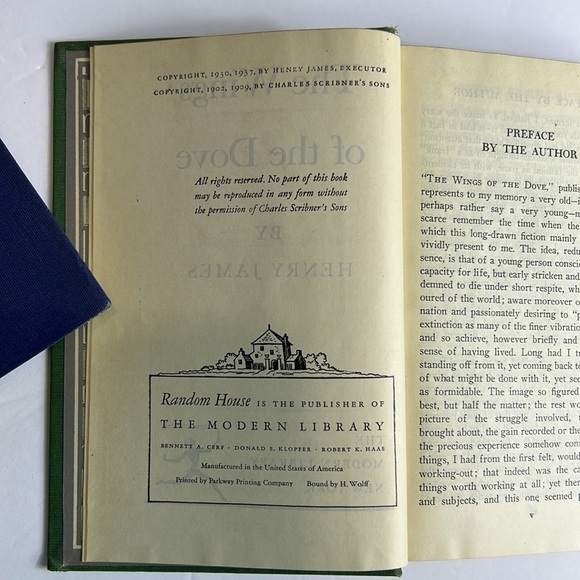 COPYRIGHT, 1930, 1937, BY HENRY JAMES, EXECUTOR
COPYRIGHT, 1902, 1909, BY CHARLES SCRIBNER'S SONS
All rights reserved. No part of this book
may be reproduced in any form without
the permission of Charles Scribner's Sons
Random House IS THE PUBLISHER OF
THE MODERN LIBRARY
BENNETT A. CERF · DONALD S. KLOPFER · ROBERT K. HAAS
Manufactured in the United States of America
Printed by Parkway Printing Company Bound by H. Wolff
PREFACE
BY THE AUTHOR
"THE WINGS OF THE DOVE," publis
represents to my memory a very old—i
perhaps rather say a very young—
scarce remember the time when the
which this long-drawn fiction mainly
vividly present to me. The idea, redu
sence, is that of a young person consci
capacity for life, but early stricken and
demned to die under short respite, wh
oured of the world; aware moreover o
nation and passionately desiring to "p
extinction as many of the finer vibratio
and so achieve, however briefly and
sense of having lived. Long had I t
standing off from it, yet coming back to
of what might be done with it, yet see
as formidable. The image so figured
best, but half the matter; the rest wo
picture of the struggle involved, t
brought about, the gain recorded or the
the precious experience somehow com
things, I had from the first felt, would
working-out; that indeed was the ca
things worth working at all; yet ther
and subjects, and this one seemed
v